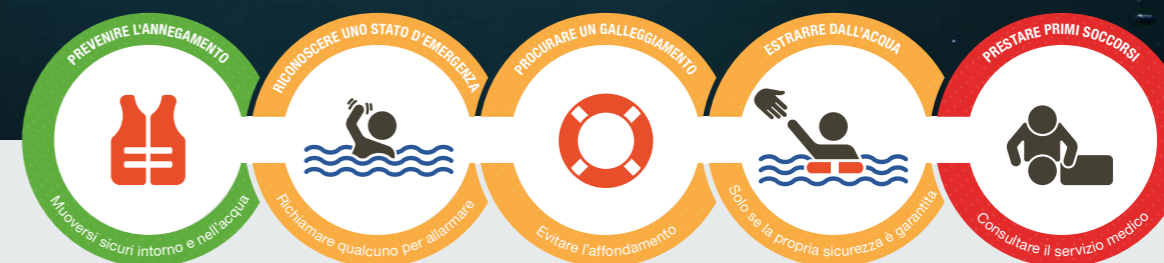 PREVENIRE L'ANNEGAMENTO
Muoversi sicuri intorno e nell'acqua
RICONOSCERE UNO STATO D'EMERGENZA
Richiamare qualcuno per allarmare
PROCURARE UN GALLEGGIAMENTO
Evitare l'affondamento
ESTRARRE DALL'ACQUA
Solo se la propria sicurezza è garantita
PRESTARE PRIMI SOCCORSI
Consultare il servizio medico